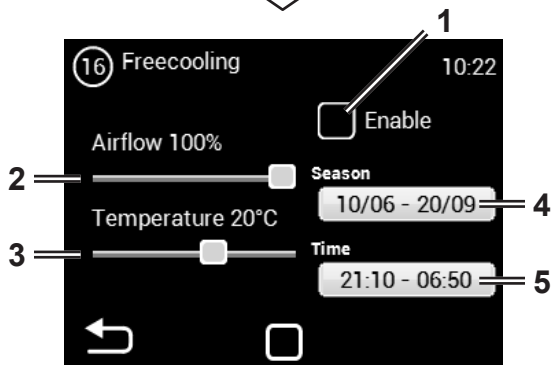 1
16 Freecooling 10:22
Enable
Airflow 100%
2
Season
10/06 - 20/09 4
Temperature 20°C
3
Time
21:10 - 06:50 5